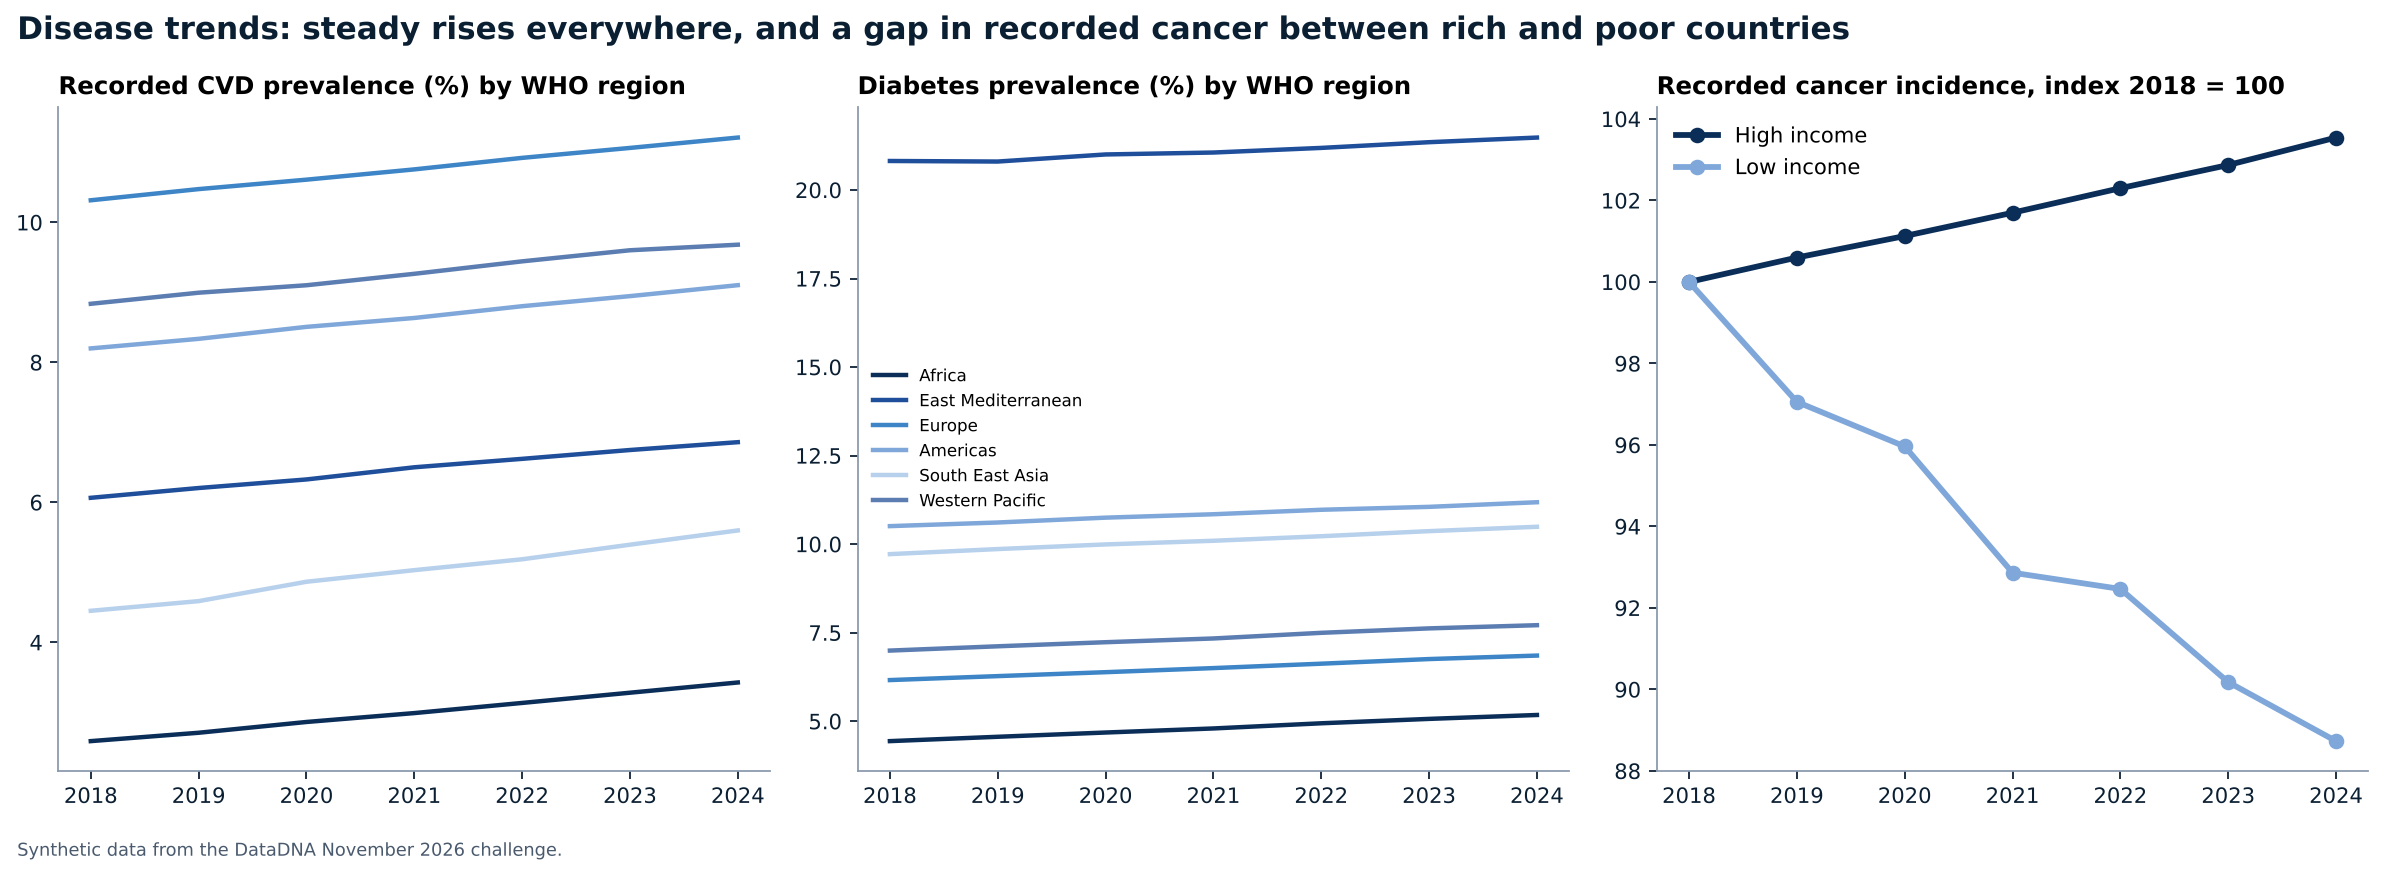 Disease trends: steady rises everywhere, and a gap in recorded cancer between rich and poor countries
Recorded CVD prevalence (%) by WHO region
10
8
6
4
2018 2019 2020 2021 2022 2023 2024
Diabetes prevalence (%) by WHO region
20.0
17.5
15.0
12.5
10.0
7.5
5.0
Africa
East Mediterranean
Europe
Americas
South East Asia
Western Pacific
2018 2019 2020 2021 2022 2023 2024
Recorded cancer incidence, index 2018 = 100
104
102
100
98
96
94
92
90
88
High income
Low income
2018 2019 2020 2021 2022 2023 2024
Synthetic data from the DataDNA November 2026 challenge.